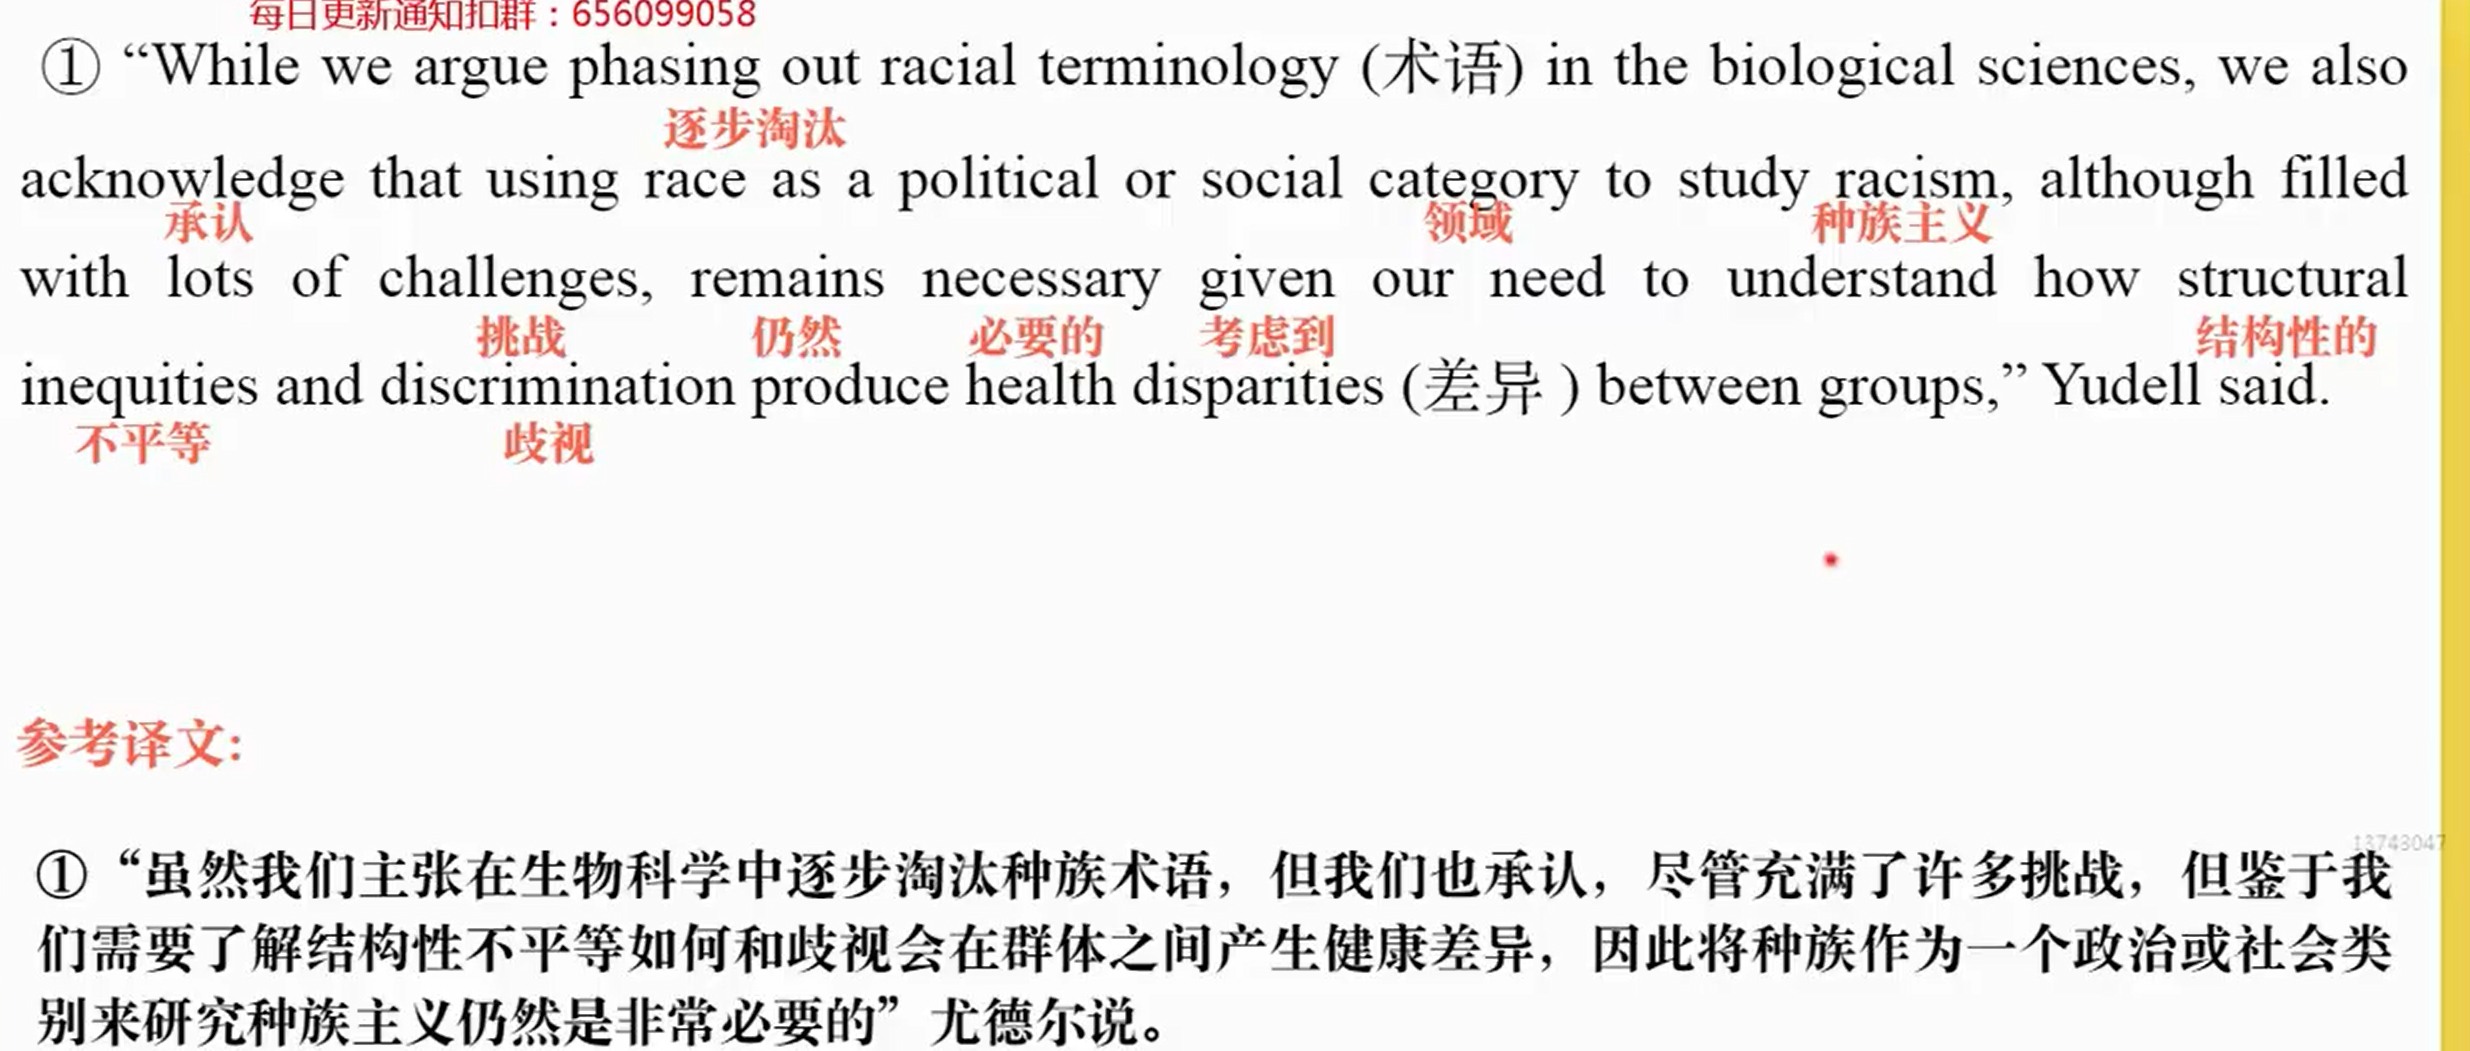 每日更新通知扣群：656099058
① “While we argue phasing out racial terminology (术语) in the biological sciences, we also
逐步淘汰
acknowledge that using race as a political or social category to study racism, although filled
承认 领域 种族主义
with lots of challenges, remains necessary given our need to understand how structural
挑战 仍然 必要的 考虑到 结构性的
inequities and discrimination produce health disparities (差异 ) between groups,” Yudell said.
不平等 歧视
参考译文:
13743047
①“虽然我们主张在生物科学中逐步淘汰种族术语，但我们也承认，尽管充满了许多挑战，但鉴于我
们需要了解结构性不平等如何和歧视会在群体之间产生健康差异，因此将种族作为一个政治或社会类
别来研究种族主义仍然是非常必要的”尤德尔说。